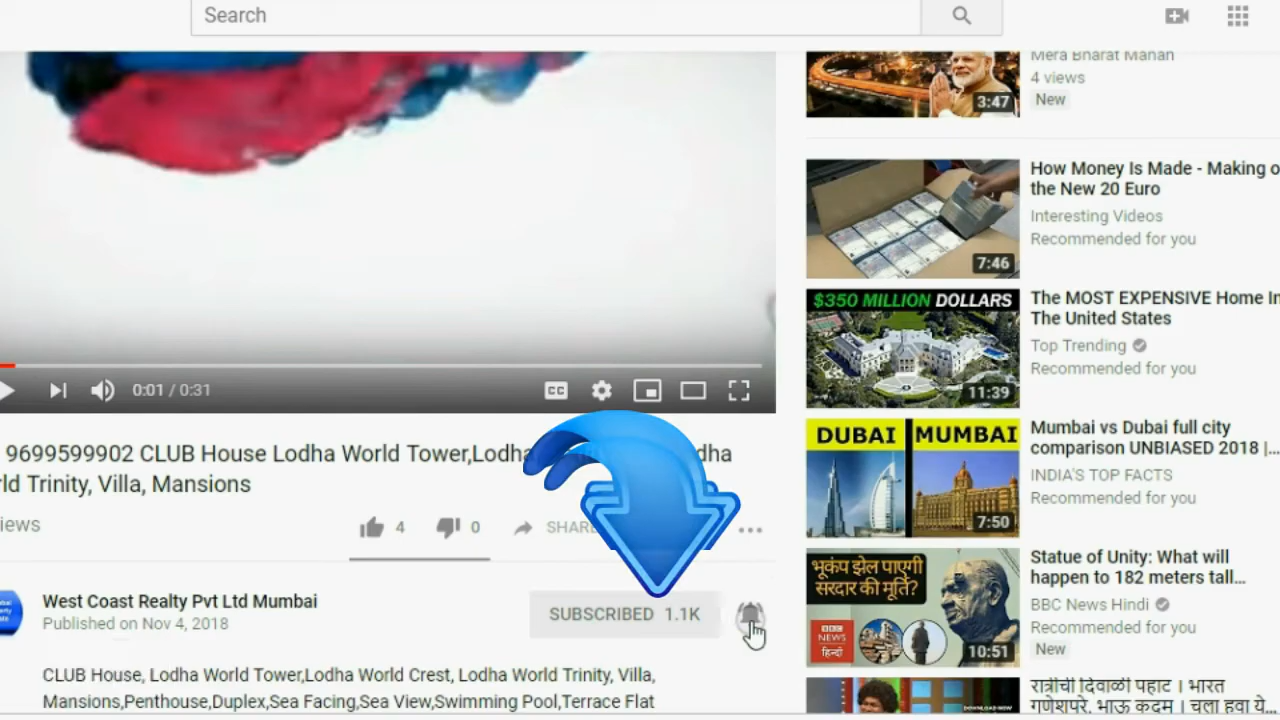 Search
Mera Bharat Mahan
4 views
New
3:47
How Money Is Made - Making o
the New 20 Euro
Interesting Videos
Recommended for you
7:46
$350 MILLION DOLLARS
The MOST EXPENSIVE Home In
The United States
Top Trending
Recommended for you
11:39
DUBAI MUMBAI
Mumbai vs Dubai full city
comparison UNBIASED 2018 |...
INDIA'S TOP FACTS
Recommended for you
7:50
भूकंप झेल पाएगी
सरदार की मूर्ति?
BBC
NEWS
हिन्दी
10:51
Statue of Unity: What will
happen to 182 meters tall...
BBC News Hindi
Recommended for you
New
DOWNLOAD NOW
रात्रीची दिवाळी पहाट । भारत
गणेशपुरे, भाऊ कदम । चला हवा ये...
0:01 / 0:31
CC
9699599902 CLUB House Lodha World Tower,Lodha dha
rld Trinity, Villa, Mansions
iews
4
0
SHARE
West Coast Realty Pvt Ltd Mumbai
Published on Nov 4, 2018
SUBSCRIBED 1.1K
CLUB House, Lodha World Tower,Lodha World Crest, Lodha World Trinity, Villa,
Mansions,Penthouse,Duplex,Sea Facing,Sea View,Swimming Pool,Terrace Flat